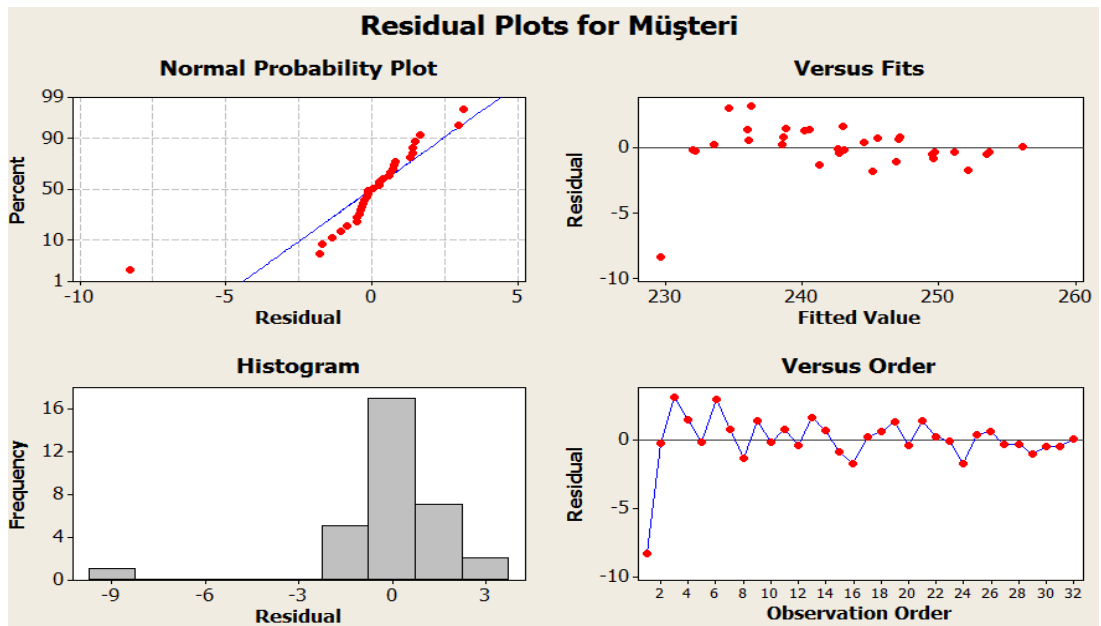 Residual Plots for Müşteri
Normal Probability Plot
Percent
99
90
50
10
1
-10
-5
0
5
Residual
Versus Fits
Residual
0
-5
-10
230
240
250
260
Fitted Value
Histogram
Frequency
16
12
8
4
0
-9
-6
-3
0
3
Residual
Versus Order
Residual
0
-5
-10
2 4 6 8 10 12 14 16 18 20 22 24 26 28 30 32
Observation Order